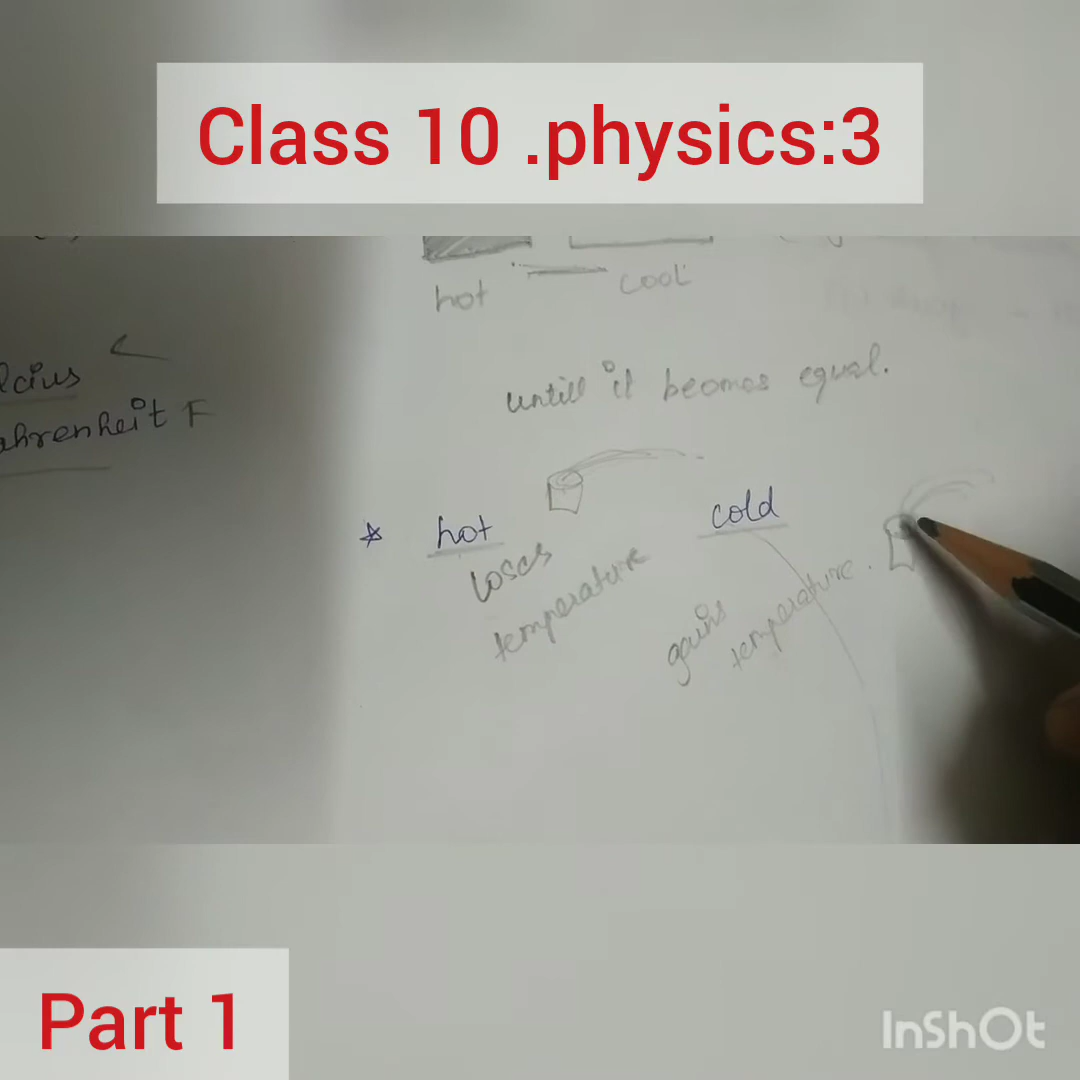 Class 10 .physics:3
hot cool
untill it becomes equal.
lcius
ahrenheit F
☆ hot cold
loses
temperature
gains
temperature.
Part 1
InShOt